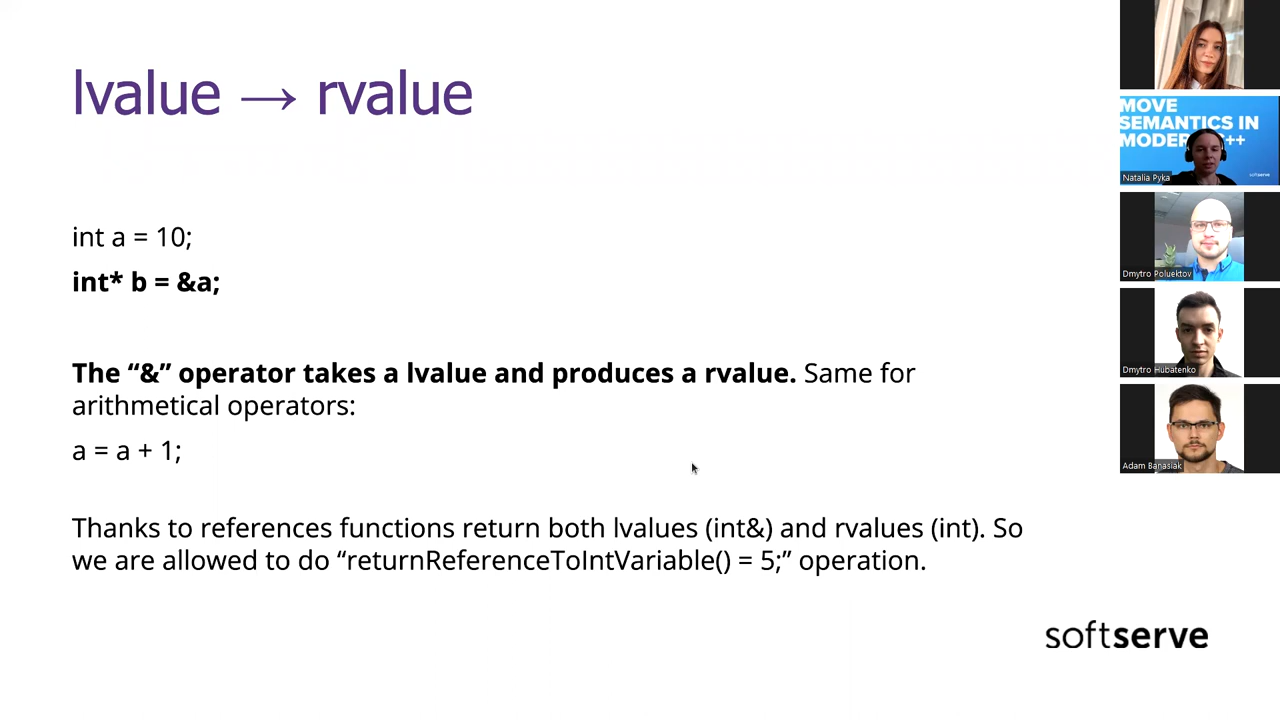 lvalue → rvalue
int a = 10;
int* b = &a;
The “&” operator takes a lvalue and produces a rvalue. Same for
arithmetical operators:
a = a + 1;
Thanks to references functions return both lvalues (int&) and rvalues (int). So
we are allowed to do “returnReferenceToIntVariable() = 5;” operation.
softserve
MOVE
SEMANTICS IN
MODER C++
softserve
Natalia Pyka
Dmytro Poluektov
Dmytro Hubatenko
Adam Banasiak